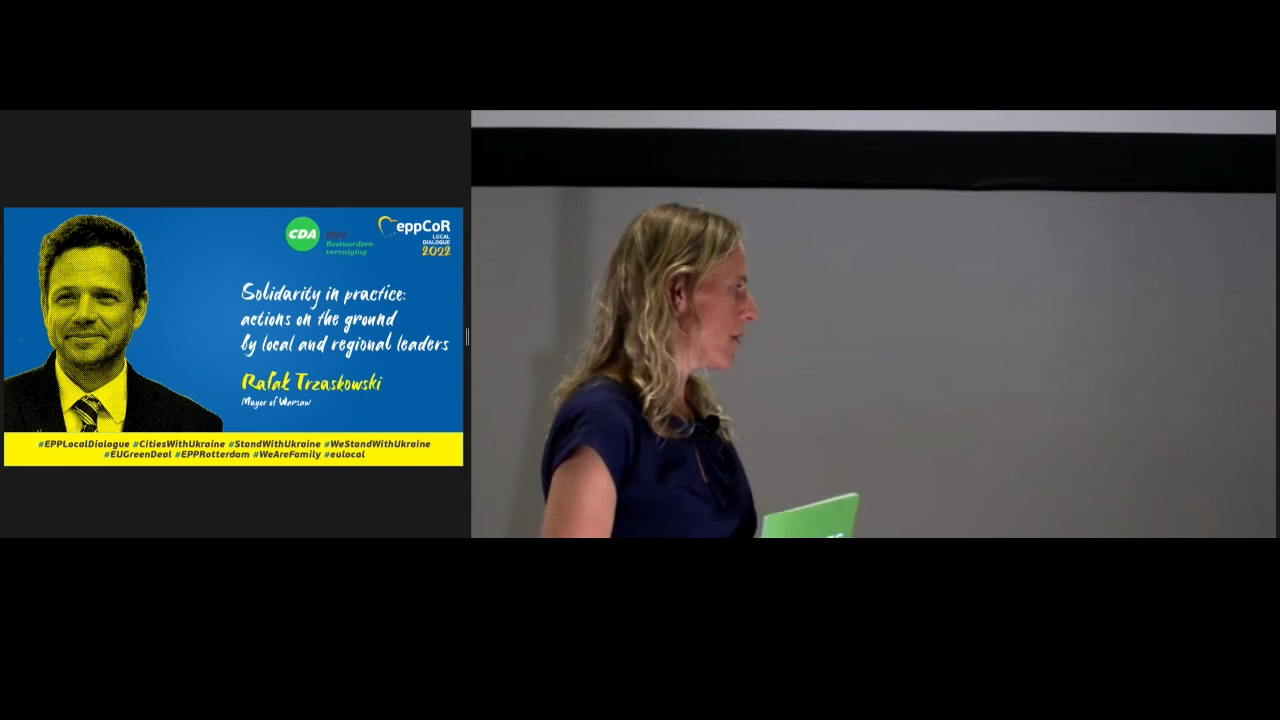 CDA
BSV
Bestuurders-
vereniging
eppCoR
LOCAL
DIALOGUE
2022
Solidarity in practice:
actions on the ground
by local and regional leaders
Rafał Trzaskowski
Mayor of Warsaw
#EPPLocalDialogue #CitiesWithUkraine #StandWithUkraine #WeStandWithUkraine
#EUGreenDeal #EPPRotterdam #WeAreFamily #eulocal